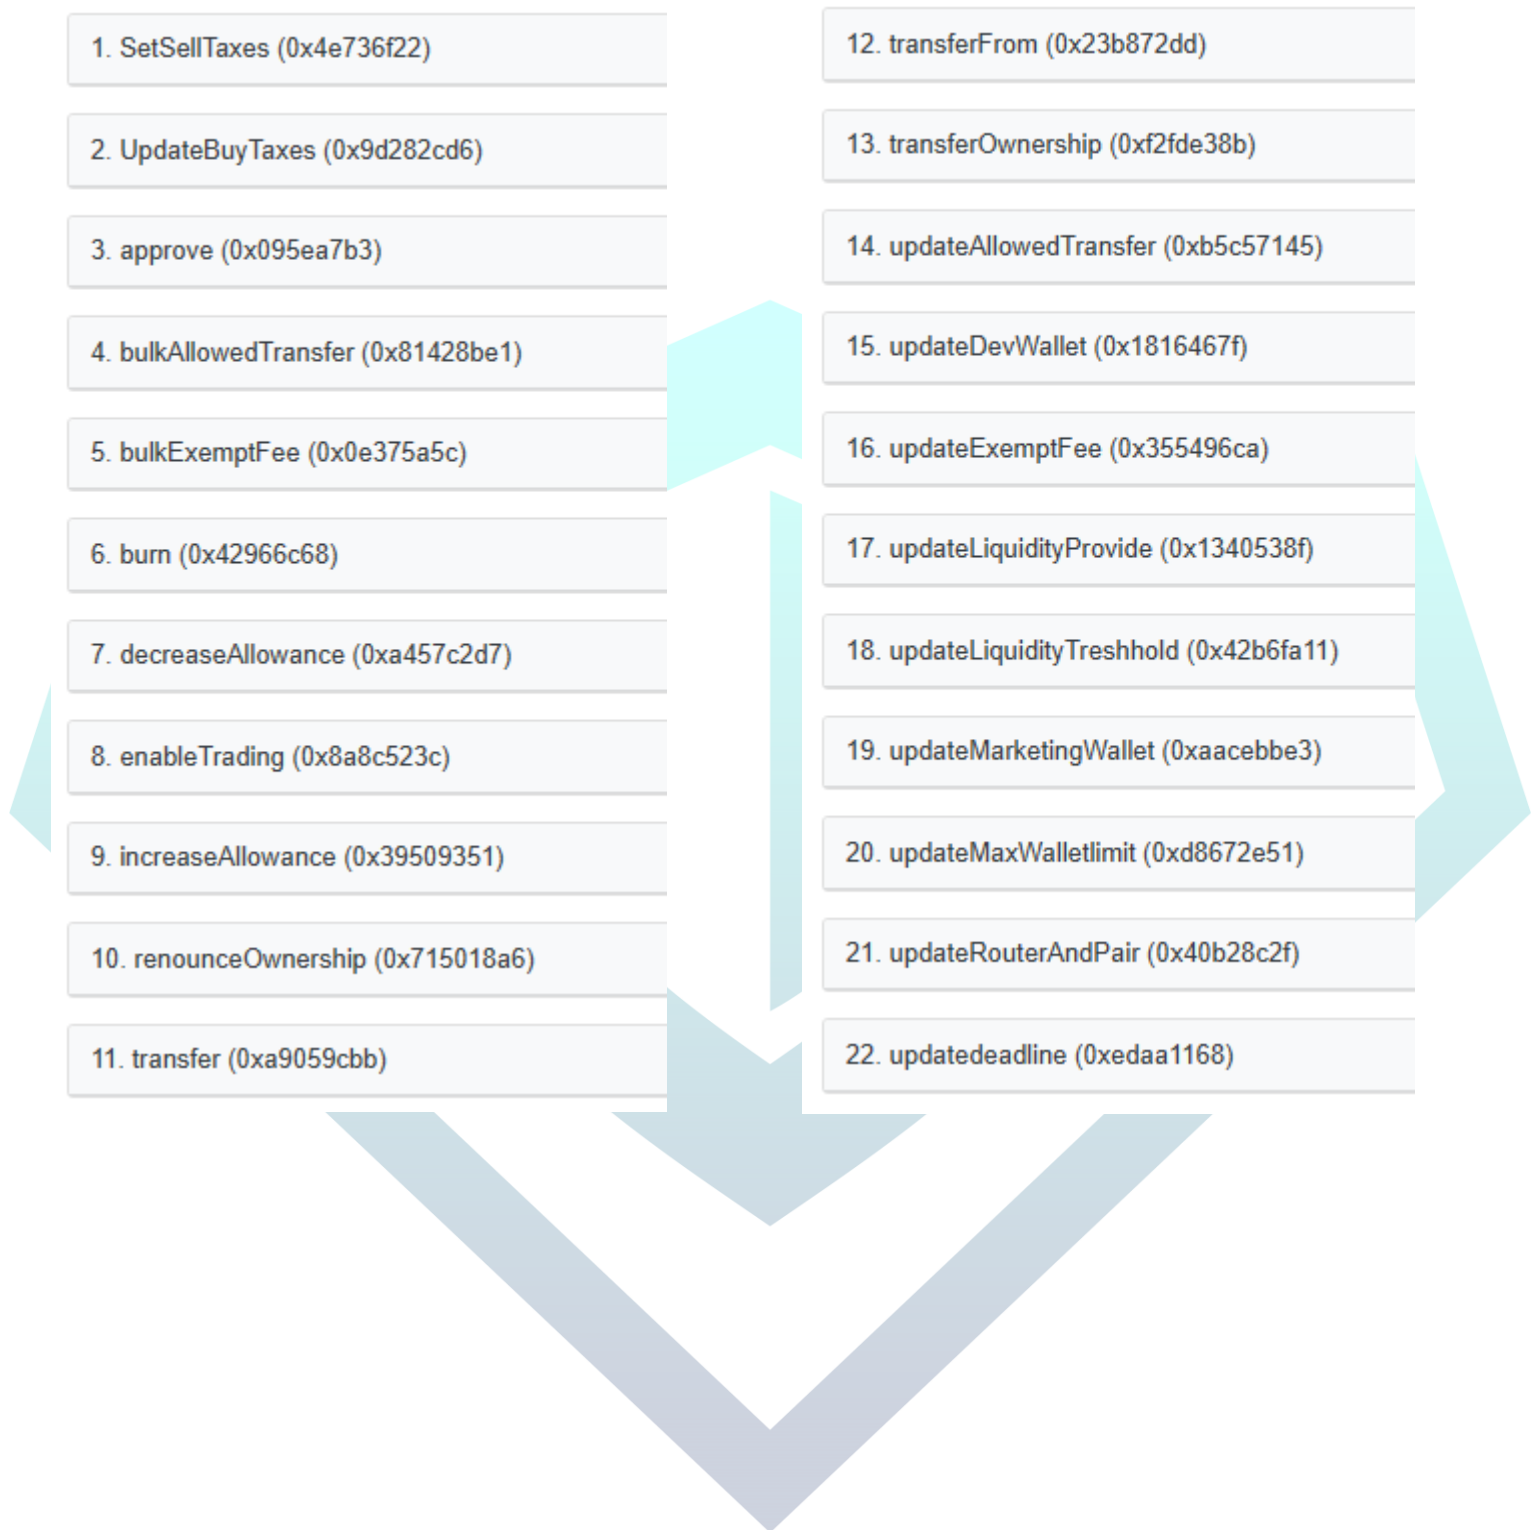 1. SetSellTaxes (0x4e736f22)
2. UpdateBuyTaxes (0x9d282cd6)
3. approve (0x095ea7b3)
4. bulkAllowedTransfer (0x81428be1)
5. bulkExemptFee (0x0e375a5c)
6. burn (0x42966c68)
7. decreaseAllowance (0xa457c2d7)
8. enableTrading (0x8a8c523c)
9. increaseAllowance (0x39509351)
10. renounceOwnership (0x715018a6)
11. transfer (0xa9059cbb)
12. transferFrom (0x23b872dd)
13. transferOwnership (0xf2fde38b)
14. updateAllowedTransfer (0xb5c57145)
15. updateDevWallet (0x1816467f)
16. updateExemptFee (0x355496ca)
17. updateLiquidityProvide (0x1340538f)
18. updateLiquidityTreshhold (0x42b6fa11)
19. updateMarketingWallet (0xaacebbe3)
20. updateMaxWalletlimit (0xd8672e51)
21. updateRouterAndPair (0x40b28c2f)
22. updatedeadline (0xedaa1168)